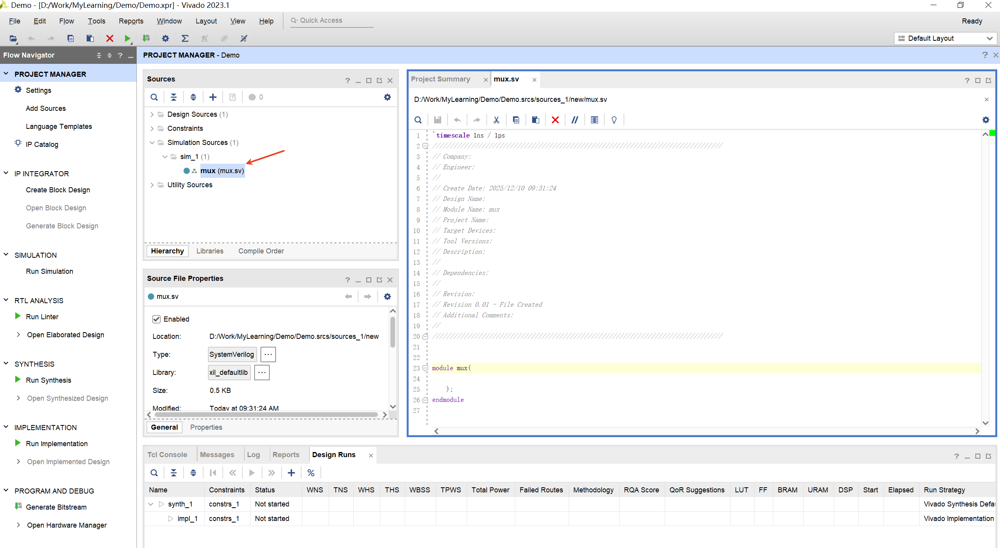 Demo - [D:/Work/MyLearning/Demo/Demo.xpr] - Vivado 2023.1
File Edit Flow Tools Reports Window Layout View Help Quick Access Ready
Default Layout
Flow Navigator
PROJECT MANAGER - Demo
PROJECT MANAGER
Settings
Add Sources
Language Templates
IP Catalog
IP INTEGRATOR
Create Block Design
Open Block Design
Generate Block Design
SIMULATION
Run Simulation
RTL ANALYSIS
Run Linter
Open Elaborated Design
SYNTHESIS
Run Synthesis
Open Synthesized Design
IMPLEMENTATION
Run Implementation
Open Implemented Design
PROGRAM AND DEBUG
Generate Bitstream
Open Hardware Manager
Sources
0
Design Sources (1)
Constraints
Simulation Sources (1)
sim_1 (1)
mux (mux.sv)
Utility Sources
Hierarchy Libraries Compile Order
Source File Properties
mux.sv
Enabled
Location: D:/Work/MyLearning/Demo/Demo.srcs/sources_1/new
Type: SystemVerilog ...
Library: xil_defaultlib ...
Size: 0.5 KB
Modified: Today at 09:31:24 AM
General Properties
Project Summary mux.sv
D:/Work/MyLearning/Demo/Demo.srcs/sources_1/new/mux.sv
1 `timescale 1ns / 1ps
2 //////////////////////////////////////////////////////////////////////////////////
3 // Company:
4 // Engineer:
5 //
6 // Create Date: 2025/12/10 09:31:24
7 // Design Name:
8 // Module Name: mux
9 // Project Name:
10 // Target Devices:
11 // Tool Versions:
12 // Description:
13 //
14 // Dependencies:
15 //
16 // Revision:
17 // Revision 0.01 - File Created
18 // Additional Comments:
19 //
20 //////////////////////////////////////////////////////////////////////////////////
21
22
23 module mux(
24
25 );
26 endmodule
27
Tcl Console Messages Log Reports Design Runs
Name Constraints Status WNS TNS WHS THS WBSS TPWS Total Power Failed Routes Methodology RQA Score QoR Suggestions LUT FF BRAM URAM DSP Start Elapsed Run Strategy
synth_1 constrs_1 Not started Vivado Synthesis Defau
impl_1 constrs_1 Not started Vivado Implementation